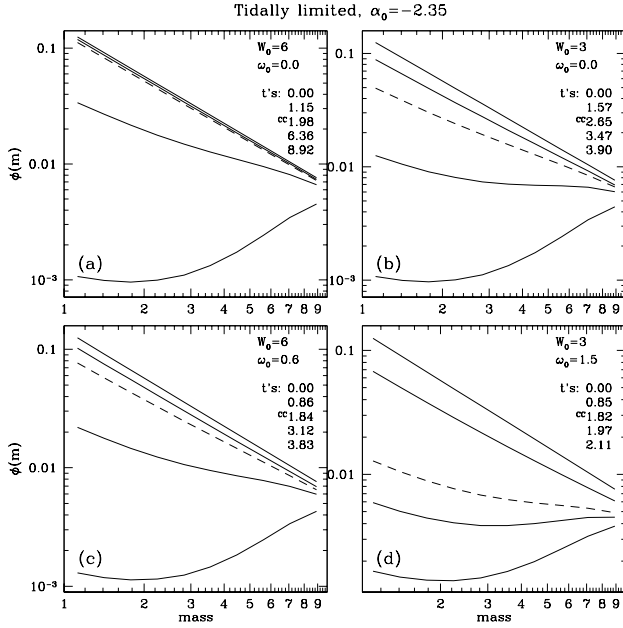 Tidally limited, α₀=−2.35
0.1
0.01
10⁻³
ϕ(m)
W₀=6
ω₀=0.0
t's: 0.00
1.15
cc1.98
6.36
8.92
(a)
1 2 3 4 5 6 7 8 9
0.1
0.01
10⁻³
W₀=3
ω₀=0.0
t's: 0.00
1.57
cc2.65
3.47
3.90
(b)
1 2 3 4 5 6 7 8 9
0.1
0.01
10⁻³
ϕ(m)
W₀=6
ω₀=0.6
t's: 0.00
0.86
cc1.84
3.12
3.83
(c)
1 2 3 4 5 6 7 8 9
mass
0.1
0.01
W₀=3
ω₀=1.5
t's: 0.00
0.85
cc1.82
1.97
2.11
(d)
1 2 3 4 5 6 7 8 9
mass